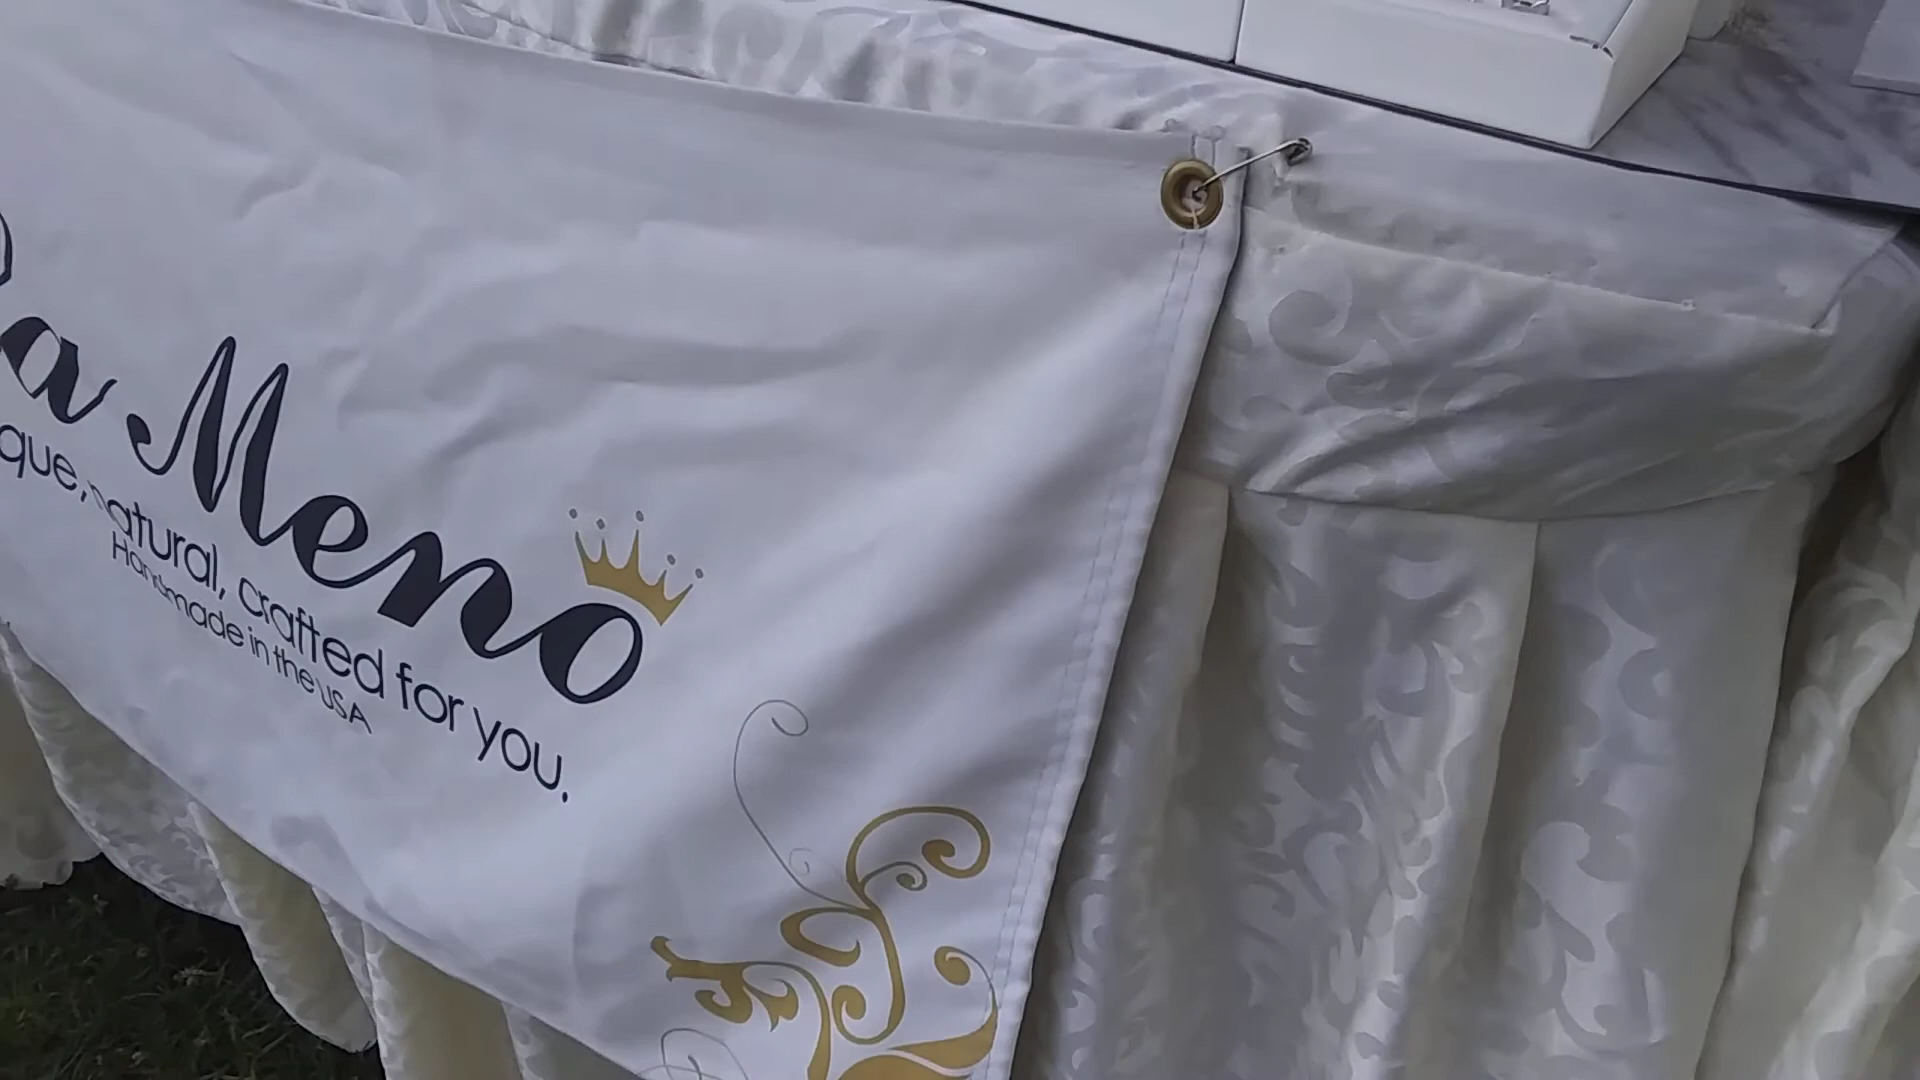 a Meno
que, natural, crafted for you.
Handmade in the USA